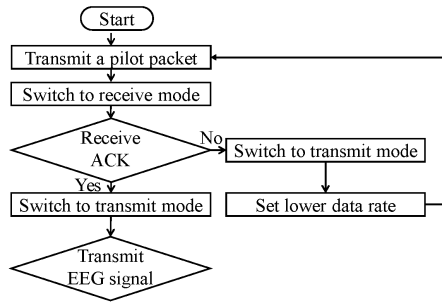 Start
Transmit a pilot packet
Switch to receive mode
Receive
ACK
No
Switch to transmit mode
Yes
Switch to transmit mode
Set lower data rate
Transmit
EEG signal